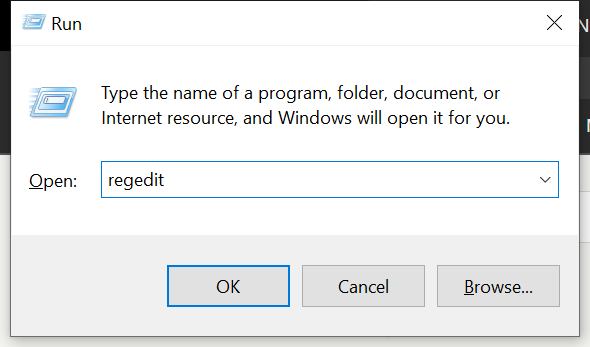 Run
Type the name of a program, folder, document, or
Internet resource, and Windows will open it for you.
Open: regedit
OK Cancel Browse...